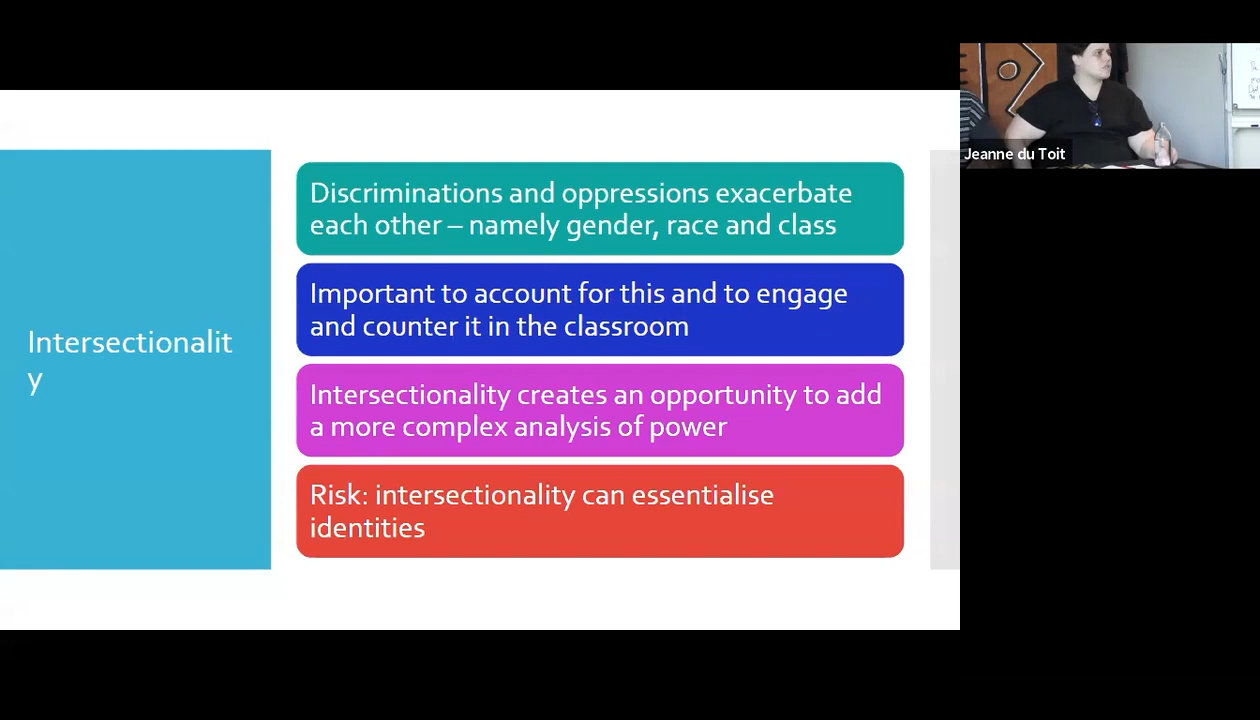 Intersectionalit
y
Discriminations and oppressions exacerbate
each other – namely gender, race and class
Important to account for this and to engage
and counter it in the classroom
Intersectionality creates an opportunity to add
a more complex analysis of power
Risk: intersectionality can essentialise
identities
Jeanne du Toit